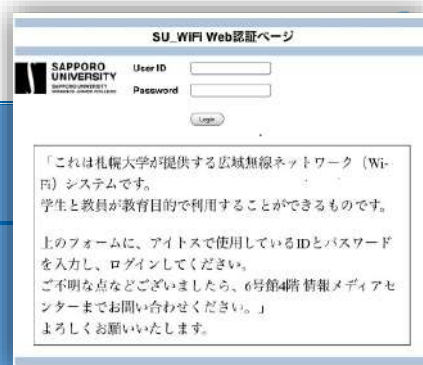 SU_WiFi Web認証ページ
SAPPORO
UNIVERSITY
User ID
Password
Login
「これは札幌大学が提供する広域無線ネットワーク（Wi-
Fi）システムです。
学生と教員が教育目的で利用することができるものです。
上のフォームに、アイトスで使用しているIDとパスワード
を入力し、ログインしてください。
ご不明な点などございましたら、6号館4階 情報メディアセ
ンターまでお問い合わせください。」
よろしくお願いいたします。